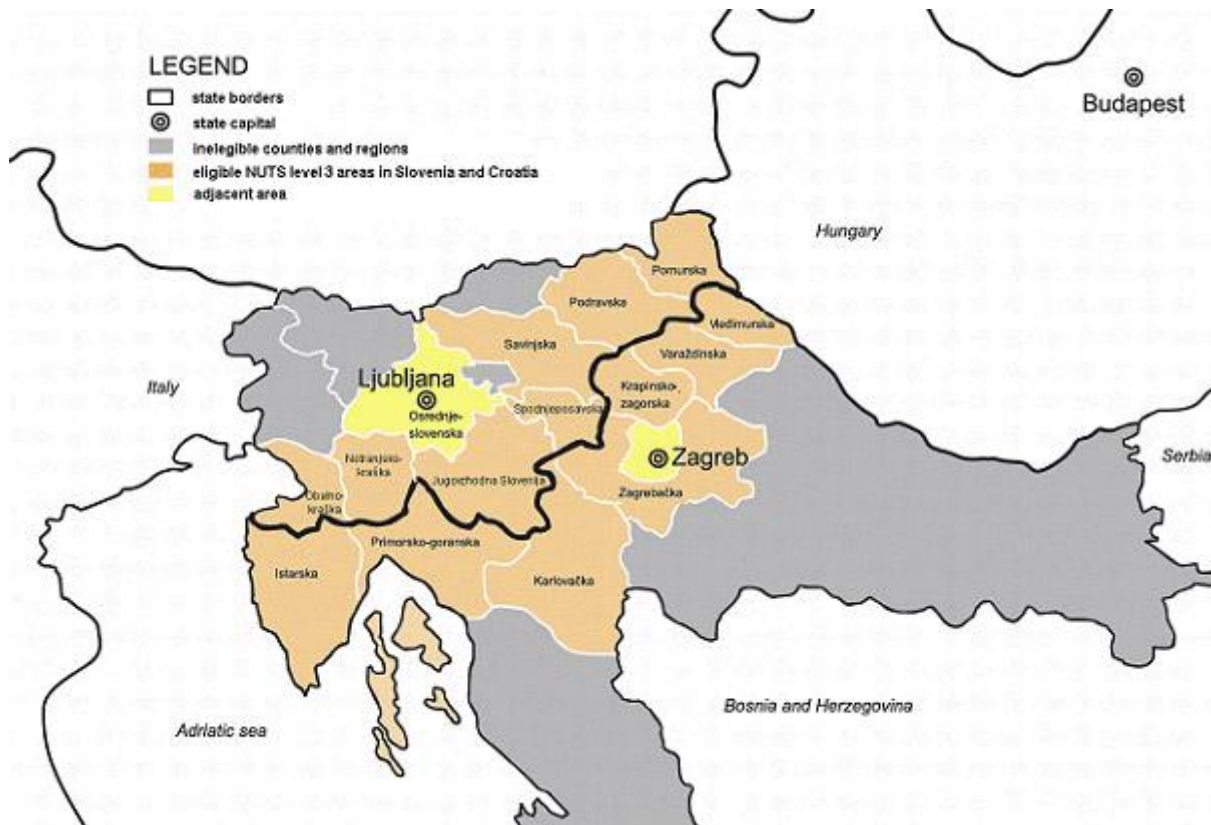 LEGEND
state borders
state capital
inelegible counties and regions
eligible NUTS level 3 areas in Slovenia and Croatia
adjacent area
Budapest
Hungary
Pomurska
Podravska
Međimurska
Savinjska
Varaždinska
Italy
Ljubljana
Krapinsko-
zagorska
Osrednje-
slovenska
Spodnjeposavska
Serbia
Zagreb
Notranjsko-
kraška
Jugovzhodna Slovenija
Zagrebačka
Obalno-
kraška
Primorsko-goranska
Istarska
Karlovačka
Bosnia and Herzegovina
Adriatic sea